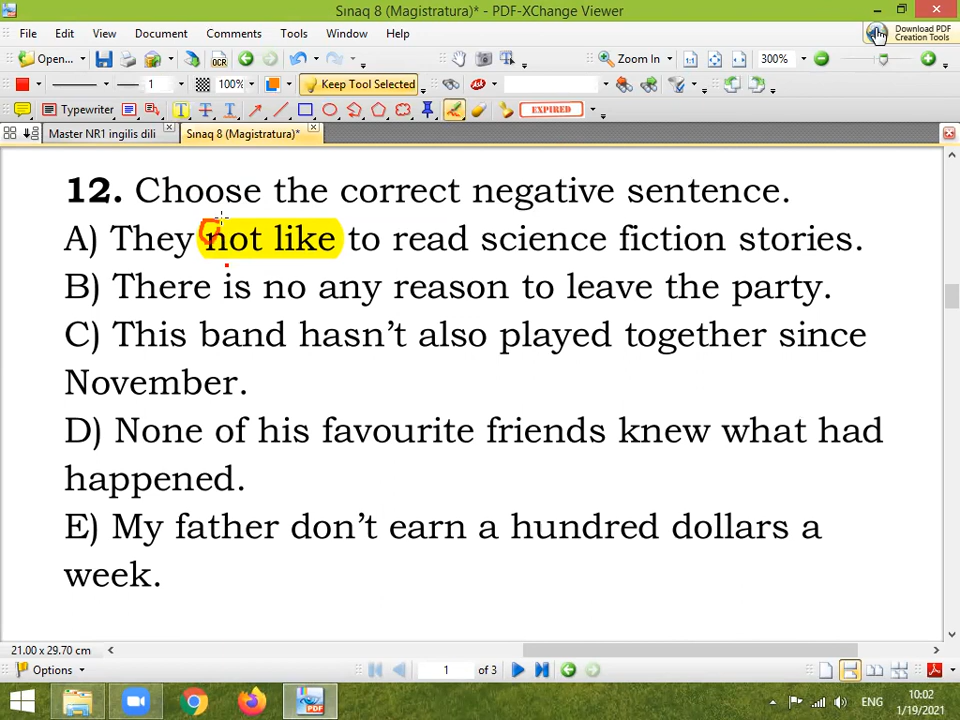 Sınaq 8 (Magistratura)* - PDF-XChange Viewer
File Edit View Document Comments Tools Window Help
Download PDF
Creation Tools
Open... OCR Zoom In 300%
1 100% Keep Tool Selected
Typewriter T T T EXPIRED
Master NR1 ingilis dili Sınaq 8 (Magistratura)*
12. Choose the correct negative sentence.
A) They not like to read science fiction stories.
B) There is no any reason to leave the party.
C) This band hasn't also played together since
November.
D) None of his favourite friends knew what had
happened.
E) My father don't earn a hundred dollars a
week.
21.00 x 29.70 cm
Options 1 of 3
PDF ENG 10:02
1/19/2021